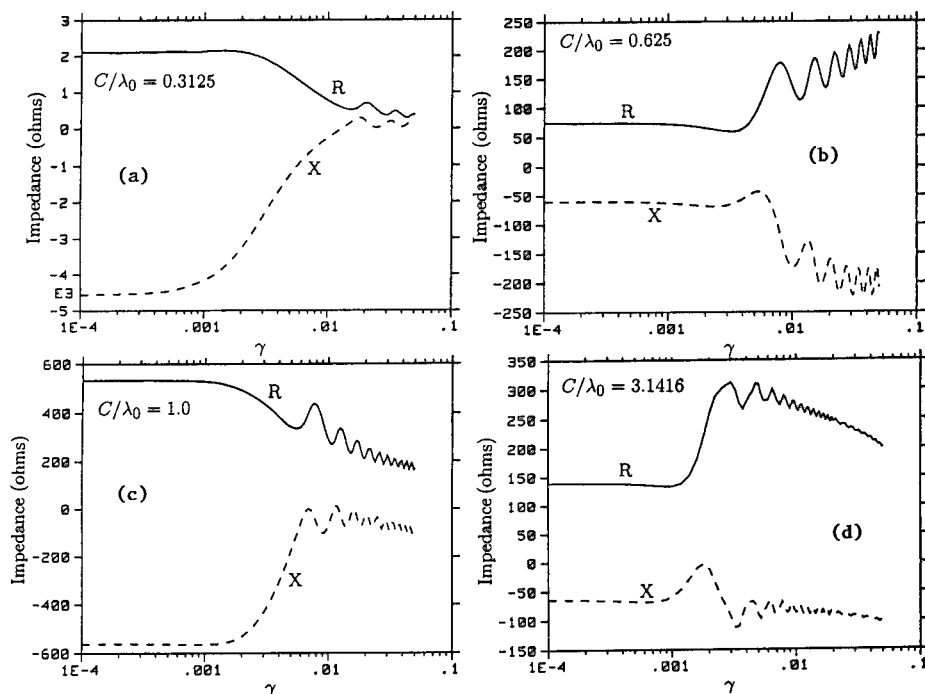 Impedance (ohms)
3
2
1
0
-1
-2
-3
-4
E3
-5
1E-4
.001
.01
.1
γ
C/λ0 = 0.3125
R
X
(a)
Impedance (ohms)
250
200
150
100
50
0
-50
-100
-150
-200
-250
1E-4
.001
.01
.1
γ
C/λ0 = 0.625
R
X
(b)
Impedance (ohms)
600
400
200
0
-200
-400
-600
1E-4
.001
.01
.1
γ
C/λ0 = 1.0
R
X
(c)
Impedance (ohms)
350
300
250
200
150
100
50
0
-50
-100
-150
1E-4
.001
.01
.1
γ
C/λ0 = 3.1416
R
X
(d)